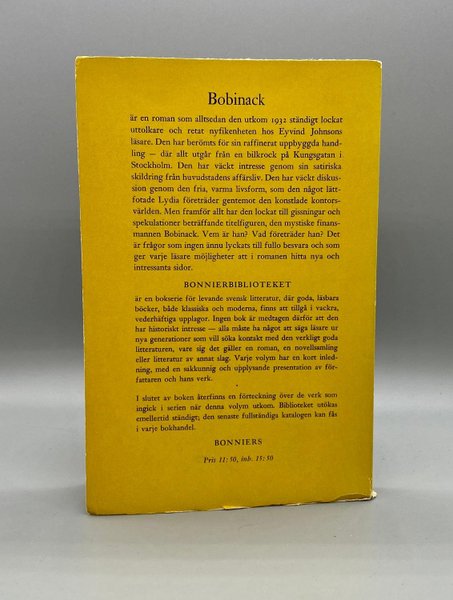 Bobinack
är en roman som alltsedan den utkom 1932 ständigt lockat
uttolkare och retat nyfikenheten hos Eyvind Johnsons
läsare. Den har berömts för sin raffinerat uppbyggda hand-
ling — där allt utgår från en bilkrock på Kungsgatan i
Stockholm. Den har väckt intresse genom sin satiriska
skildring från huvudstadens affärsliv. Den har väckt diskus-
sion genom den fria, varma livsform, som den något lätt-
fotade Lydia företräder gentemot den konstlade kontors-
världen. Men framför allt har den lockat till gissningar och
spekulationer beträffande titelfiguren, den mystiske finans-
mannen Bobinack. Vem är han? Vad företräder han? Det
är frågor som ingen ännu lyckats till fullo besvara och som
ger varje läsare möjligheter att i romanen hitta nya och
intressanta sidor.
BONNIERBIBLIOTEKET
är en bokserie för levande svensk litteratur, där goda, läsbara
böcker, både klassiska och moderna, finns att tillgå i vackra,
vederhäftiga upplagor. Ingen bok är medtagen därför att den
har historiskt intresse — alla måste ha något att säga läsare ur
nya generationer som vill söka kontakt med den verkligt goda
litteraturen, vare sig det gäller en roman, en novellsamling
eller litteratur av annat slag. Varje volym har en kort inled-
ning, med en sakkunnig och upplysande presentation av för-
fattaren och hans verk.
I slutet av boken återfinns en förteckning över de verk som
ingick i serien när denna volym utkom. Biblioteket utökas
emellertid ständigt; den senaste fullständiga katalogen kan fås
i varje bokhandel.
BONNIERS
Pris 11:50, inb. 15:50